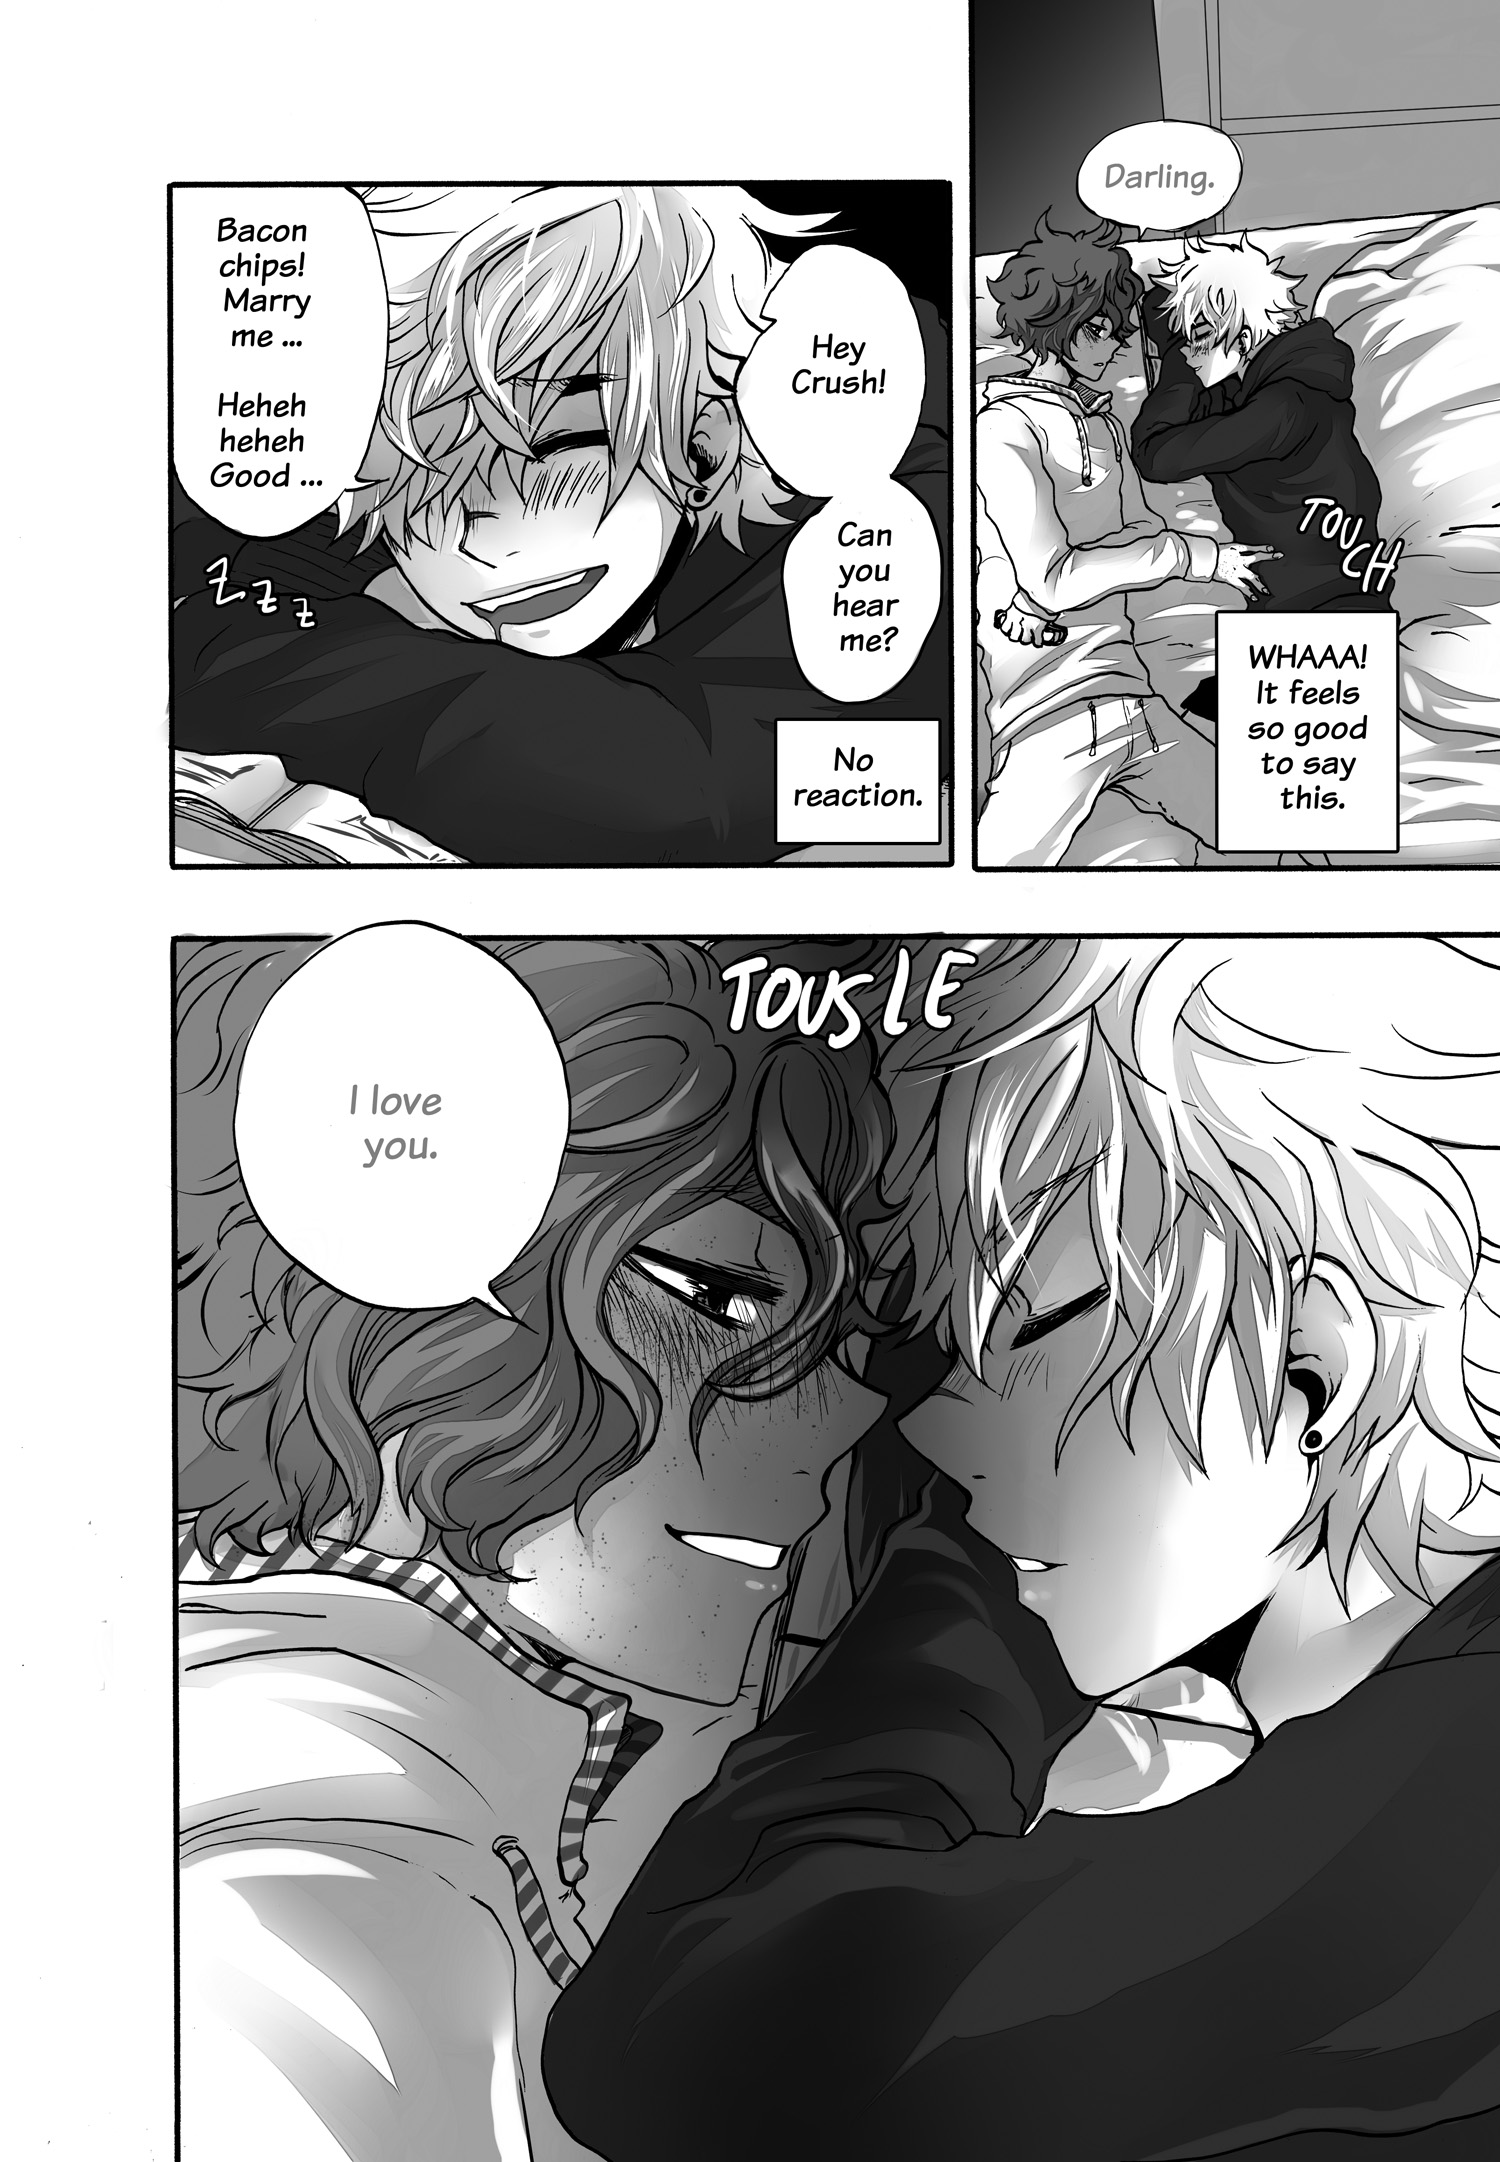 Bacon
chips!
Marry
me ...
Heheh
heheh
Good ...
Z Z Z
Hey
Crush!
Can
you
hear
me?
No
reaction.
Darling.
TOUCH
WHAAA!
It feels
so good
to say
this.
TOUSLE
I love
you.